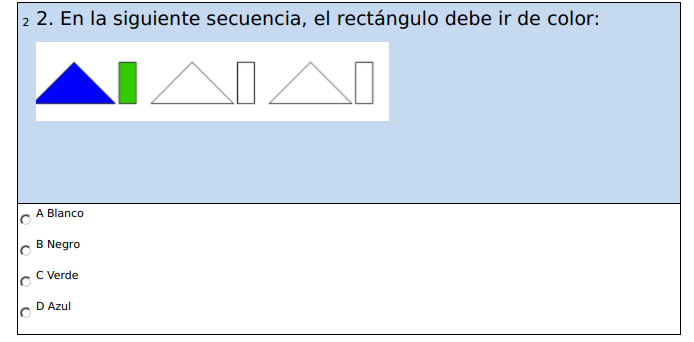 2 2. En la siguiente secuencia, el rectángulo debe ir de color:
A Blanco
B Negro
C Verde
D Azul